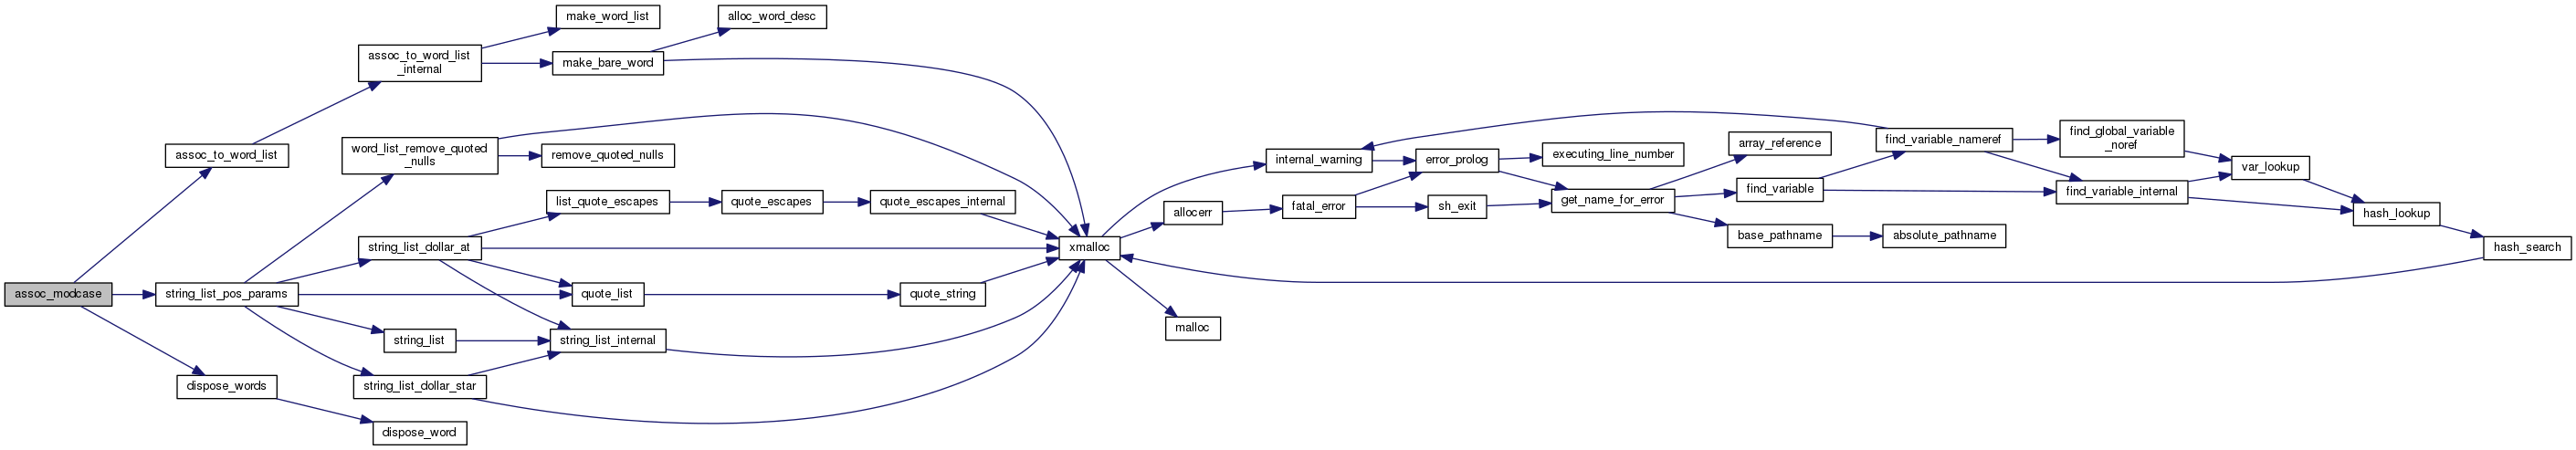 make_word_list
alloc_word_desc
assoc_to_word_list
_internal
make_bare_word
assoc_to_word_list
word_list_remove_quoted
_nulls
remove_quoted_nulls
list_quote_escapes
quote_escapes
quote_escapes_internal
string_list_dollar_at
xmalloc
assoc_modcase
string_list_pos_params
quote_list
quote_string
string_list
string_list_internal
dispose_words
string_list_dollar_star
dispose_word
internal_warning
error_prolog
executing_line_number
array_reference
find_variable_nameref
find_global_variable
_noref
var_lookup
allocerr
fatal_error
sh_exit
get_name_for_error
find_variable
find_variable_internal
hash_lookup
base_pathname
absolute_pathname
hash_search
malloc